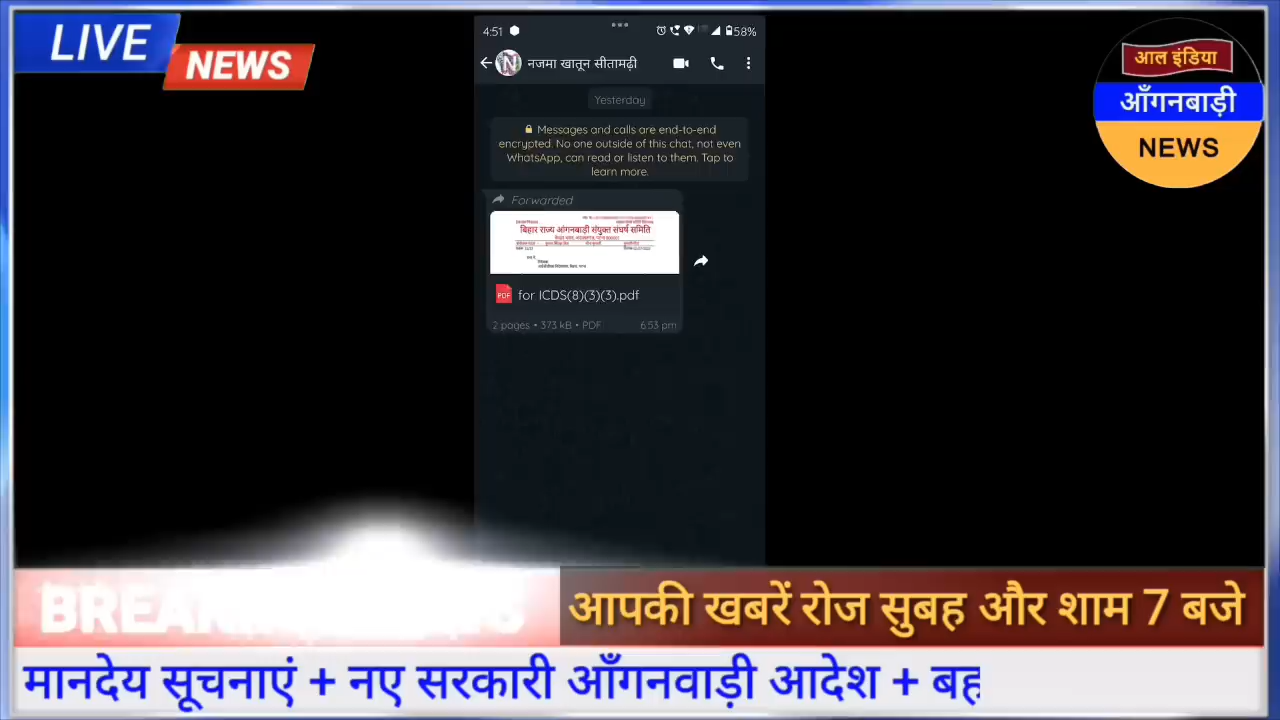 LIVE
NEWS
4:51
58%
नजमा खातून सीतामढ़ी
आल इंडिया
आँगनबाड़ी
NEWS
Yesterday
Messages and calls are end-to-end
encrypted. No one outside of this chat, not even
WhatsApp, can read or listen to them. Tap to
learn more.
Forwarded
बिहार राज्य आंगनबाड़ी संयुक्त संघर्ष समिति
PDF for ICDS(8)(3)(3).pdf
2 pages • 373 kB • PDF 6:53 pm
आपकी खबरें रोज सुबह और शाम 7 बजे
मानदेय सूचनाएं + नए सरकारी आँगनवाड़ी आदेश + बह